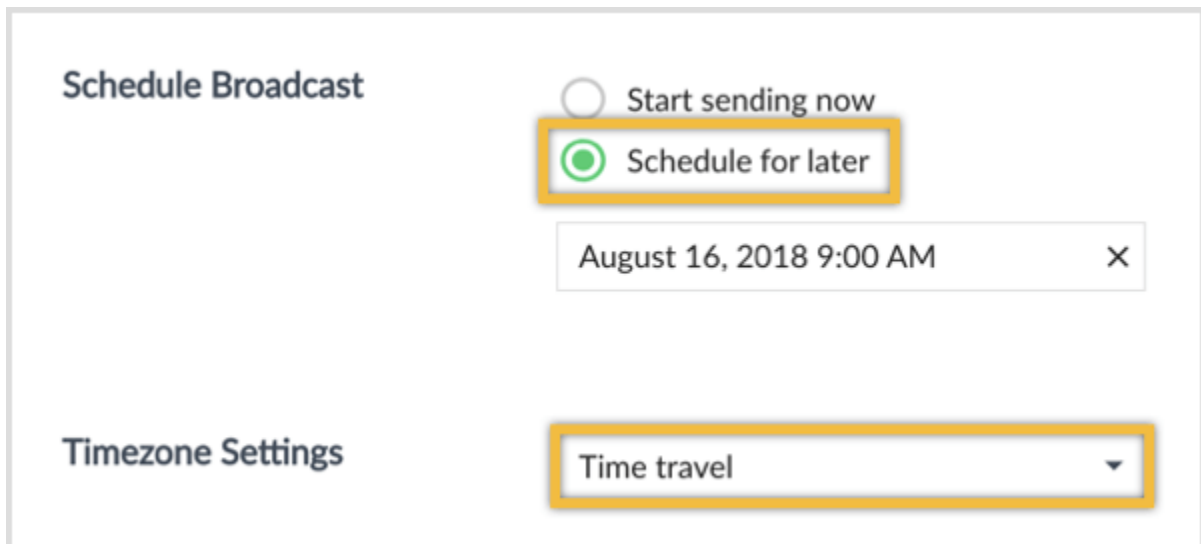 Schedule Broadcast
Start sending now
Schedule for later
August 16, 2018 9:00 AM
Timezone Settings
Time travel